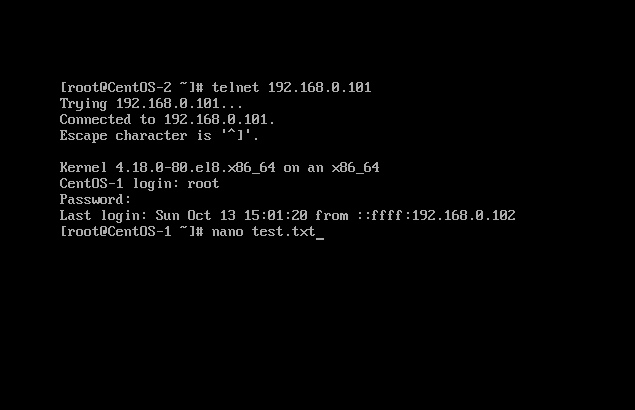 [root@CentOS-2 ~]# telnet 192.168.0.101
Trying 192.168.0.101...
Connected to 192.168.0.101.
Escape character is '^]'.
Kernel 4.18.0-80.el8.x86_64 on an x86_64
CentOS-1 login: root
Password:
Last login: Sun Oct 13 15:01:20 from ::ffff:192.168.0.102
[root@CentOS-1 ~]# nano test.txt_